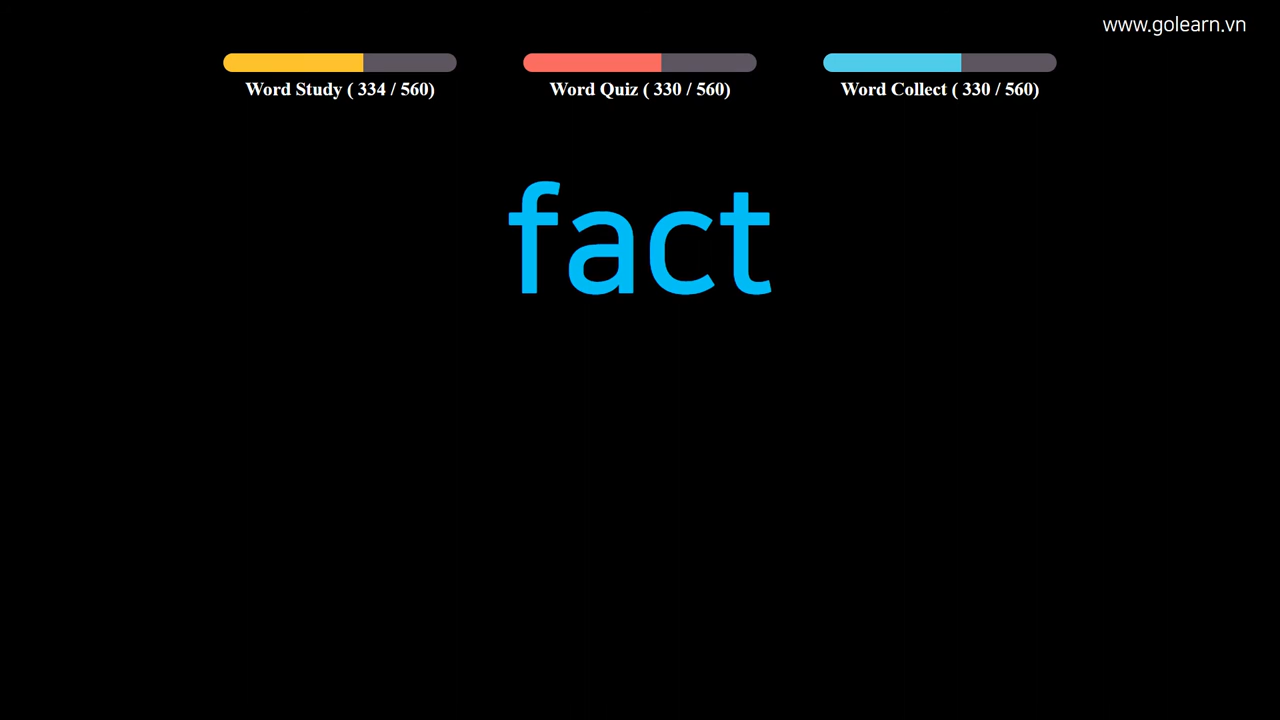 www.golearn.vn
Word Study ( 334 / 560)
Word Quiz ( 330 / 560)
Word Collect ( 330 / 560)
fact